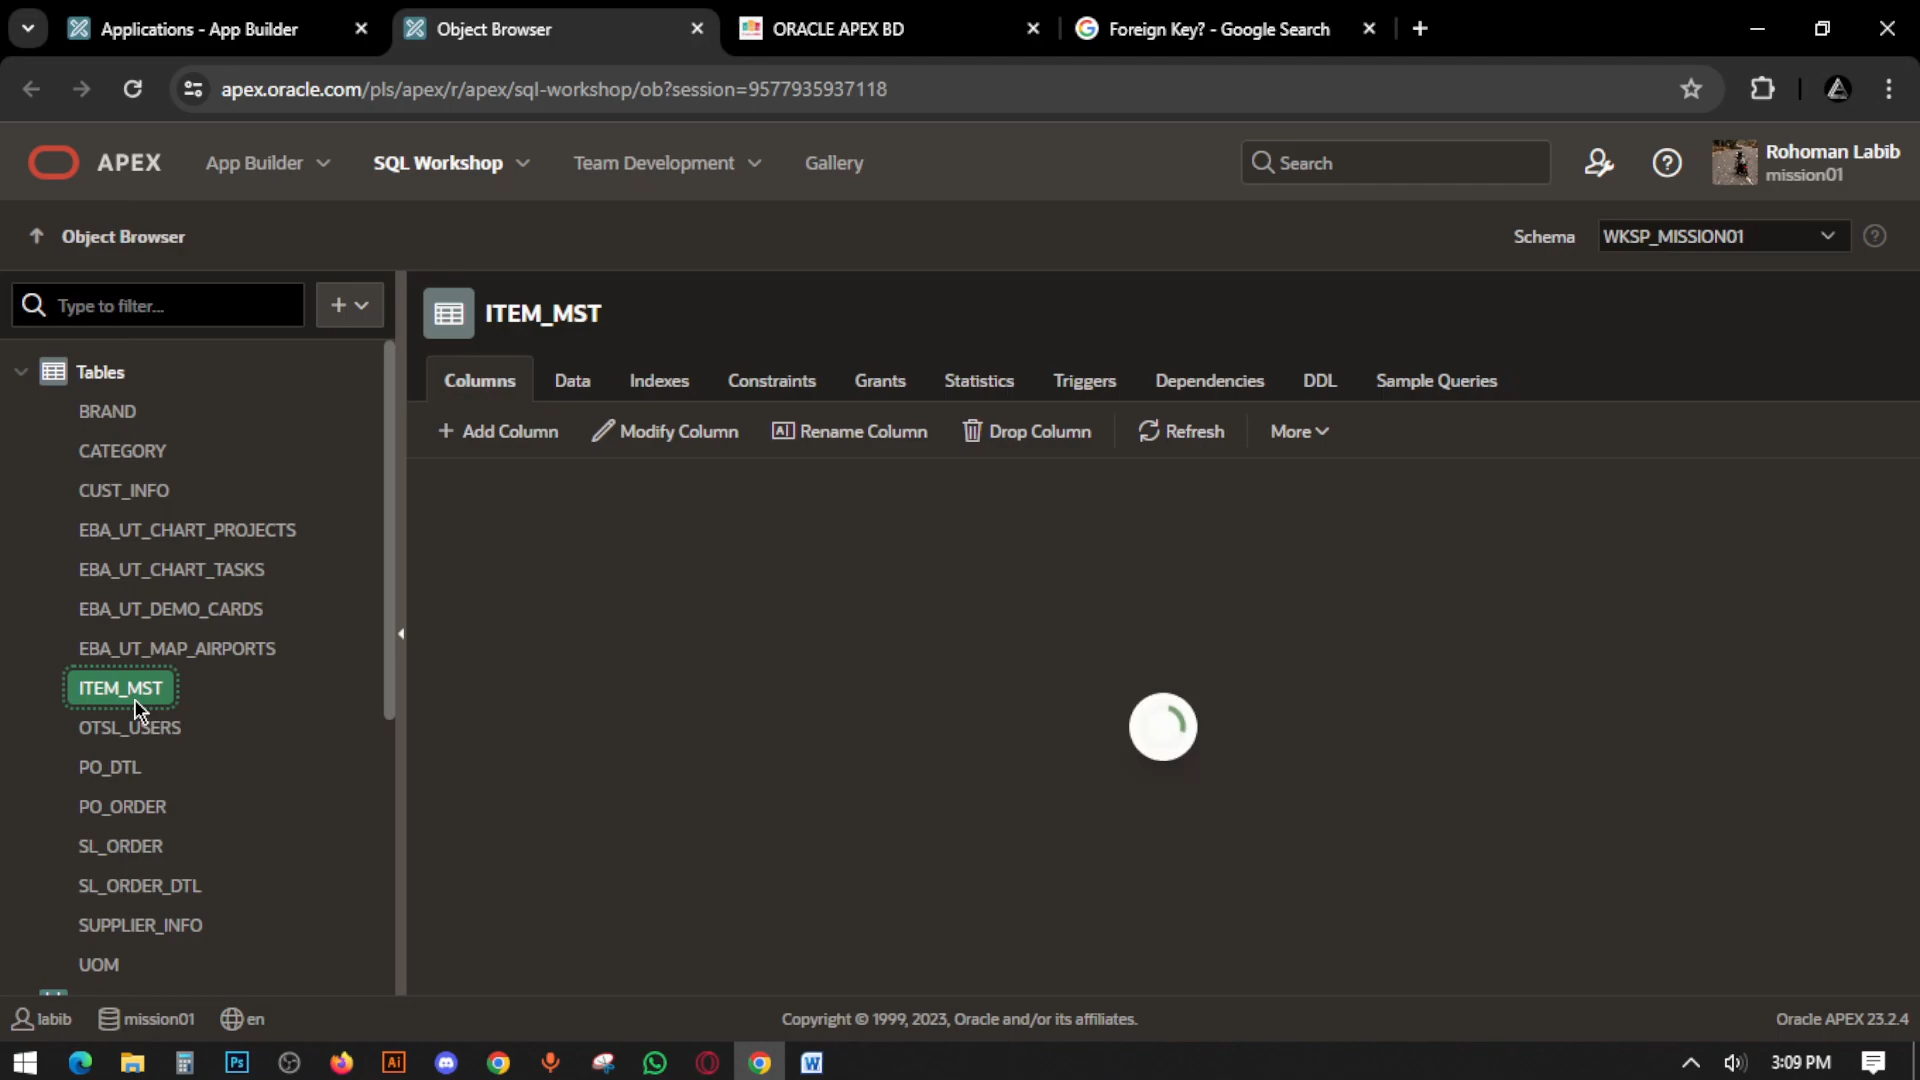 Applications - App Builder
Object Browser
ORACLE APEX BD
Foreign Key? - Google Search
apex.oracle.com/pls/apex/r/apex/sql-workshop/ob?session=9577935937118
APEX
App Builder
SQL Workshop
Team Development
Gallery
Search
Rohoman Labib
mission01
Object Browser
Schema
WKSP_MISSION01
Type to filter...
ITEM_MST
Tables
BRAND
CATEGORY
CUST_INFO
EBA_UT_CHART_PROJECTS
EBA_UT_CHART_TASKS
EBA_UT_DEMO_CARDS
EBA_UT_MAP_AIRPORTS
ITEM_MST
OTSL_USERS
PO_DTL
PO_ORDER
SL_ORDER
SL_ORDER_DTL
SUPPLIER_INFO
UOM
Columns
Data
Indexes
Constraints
Grants
Statistics
Triggers
Dependencies
DDL
Sample Queries
Add Column
Modify Column
Rename Column
Drop Column
Refresh
More
labib
mission01
en
Copyright © 1999, 2023, Oracle and/or its affiliates.
Oracle APEX 23.2.4
Ps
Ai
W
3:09 PM